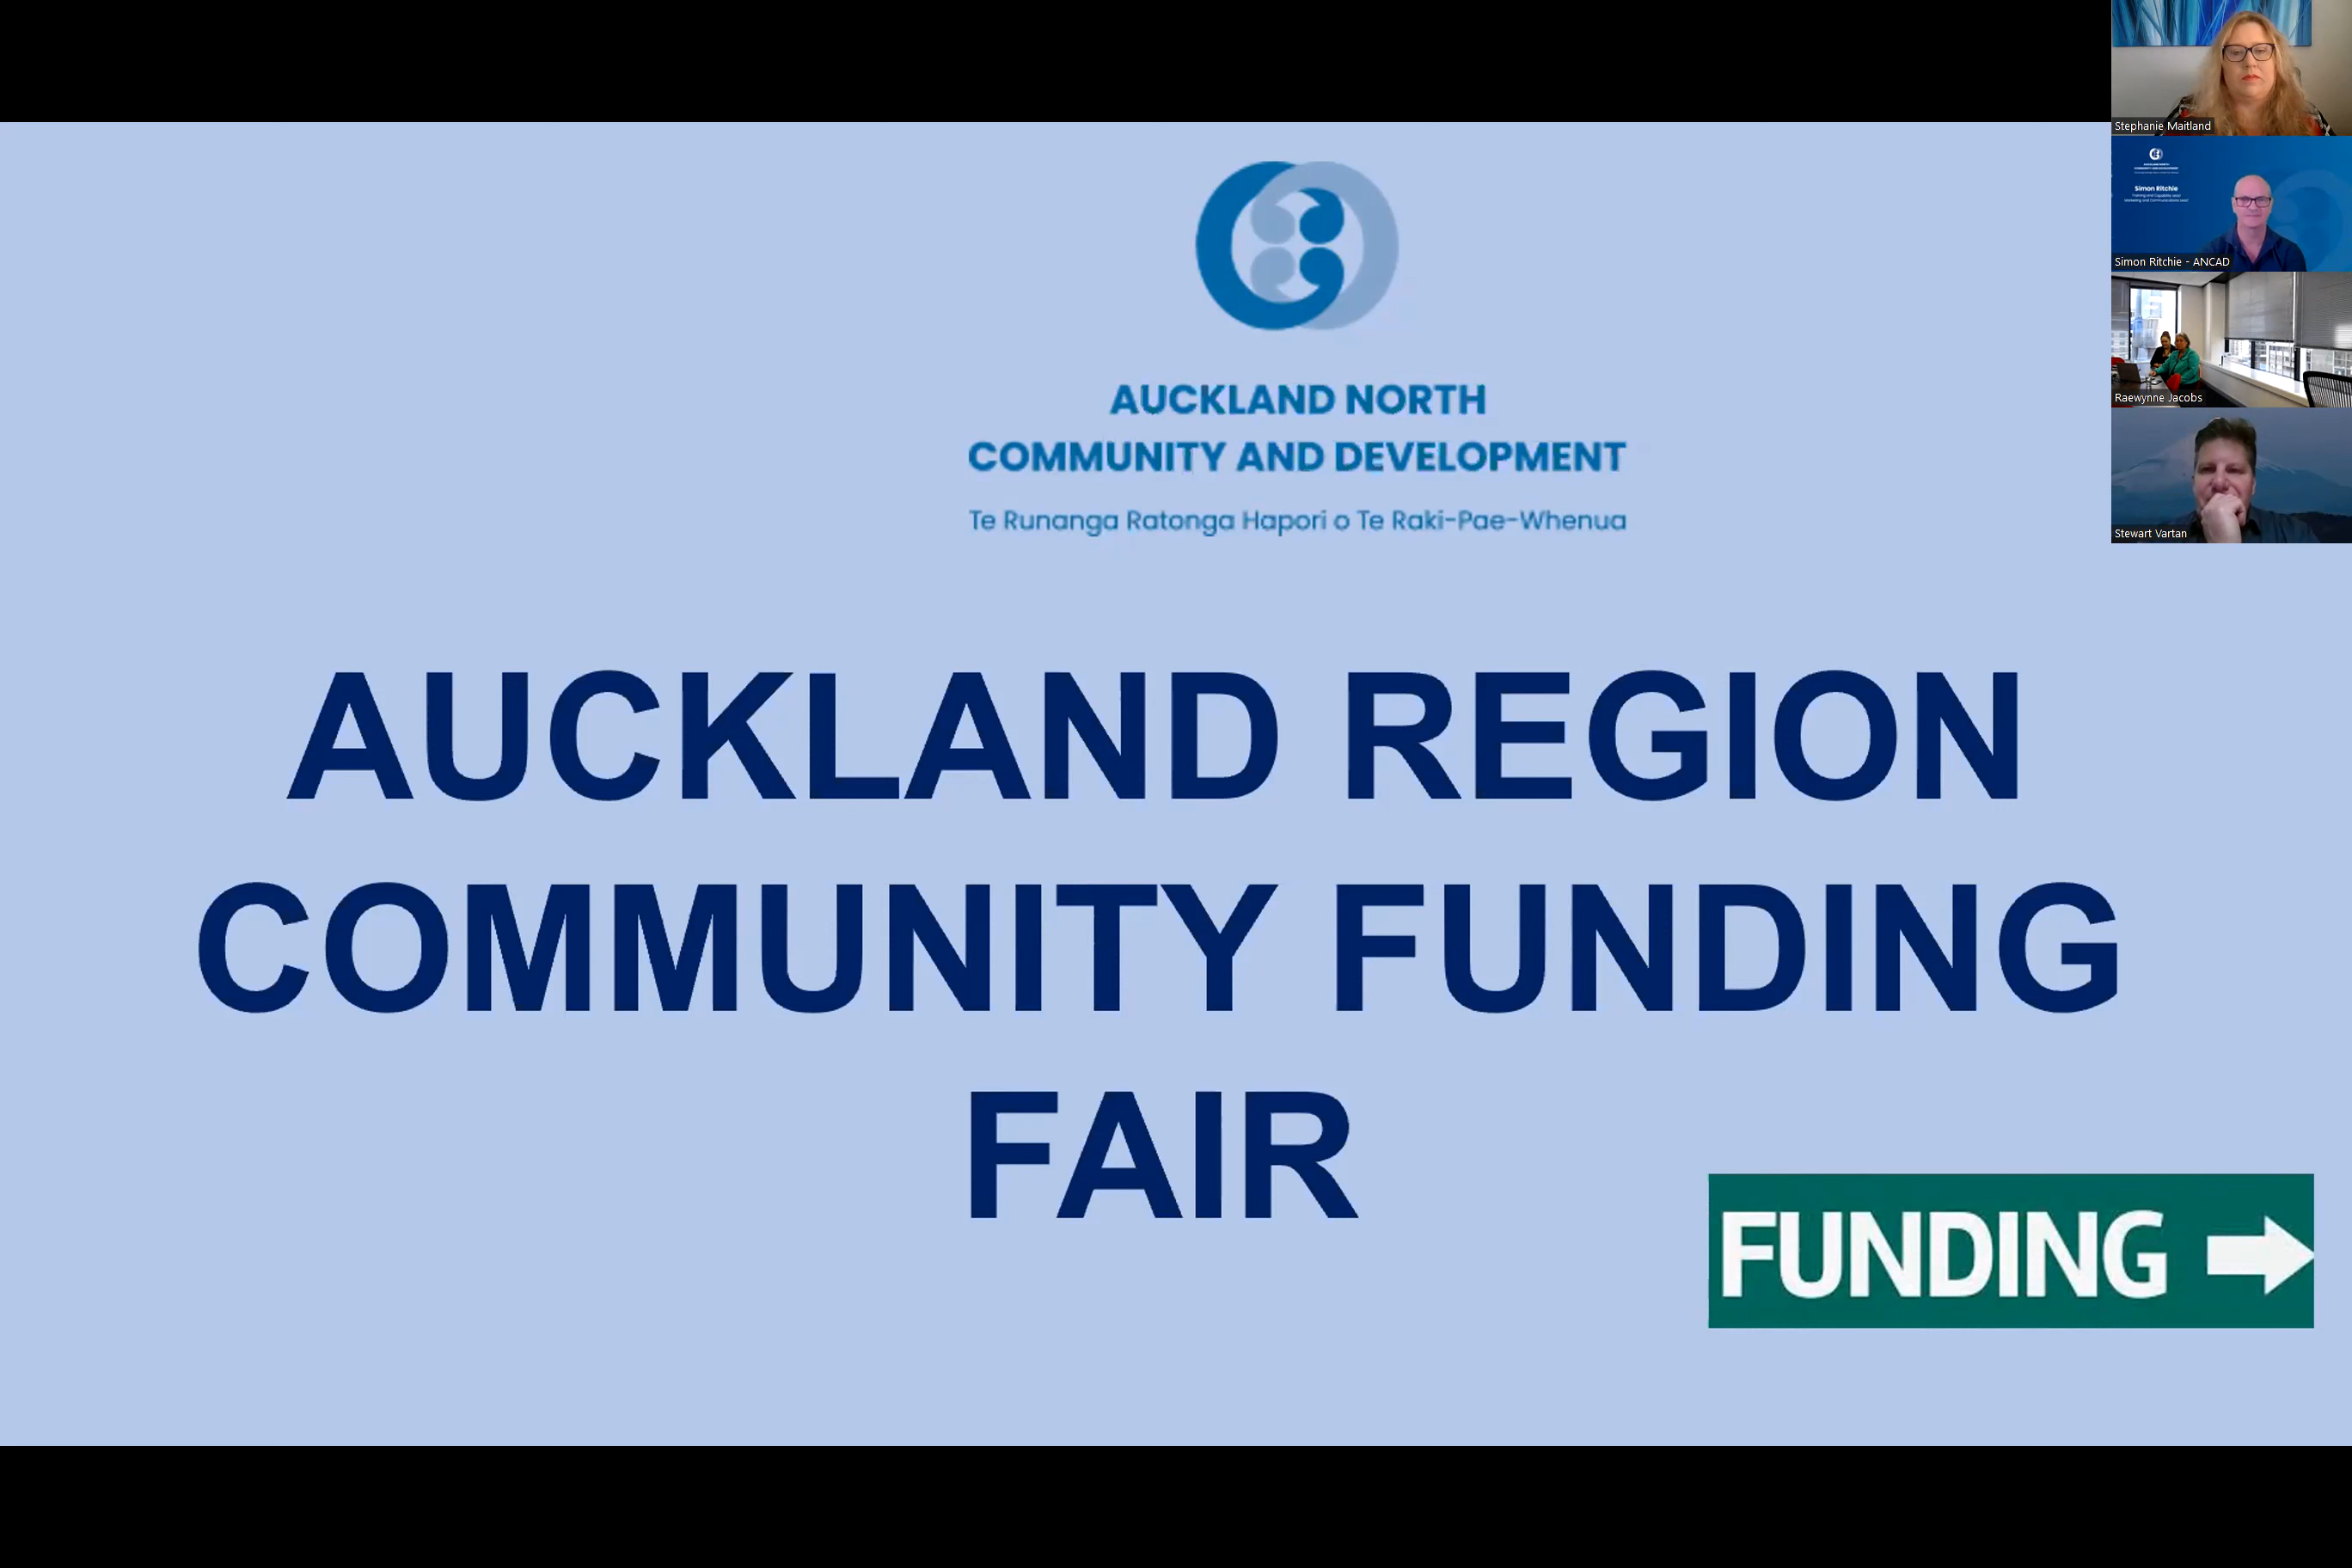 AUCKLAND NORTH
COMMUNITY AND DEVELOPMENT
Te Runanga Ratonga Hapori o Te Raki-Pae-Whenua
AUCKLAND REGION
COMMUNITY FUNDING
FAIR
FUNDING
Stephanie Maitland
Simon Ritchie
Simon Ritchie - ANCAD
Raewynne Jacobs
Stewart Vartan